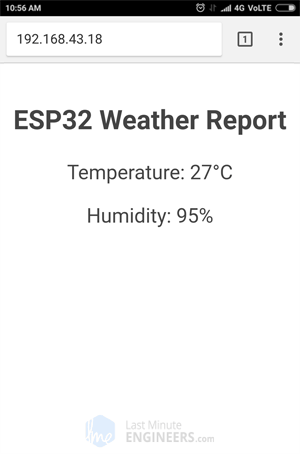 10:56 AM 4G VoLTE
192.168.43.18 1
ESP32 Weather Report
Temperature: 27°C
Humidity: 95%
Last Minute
ENGINEERS.com